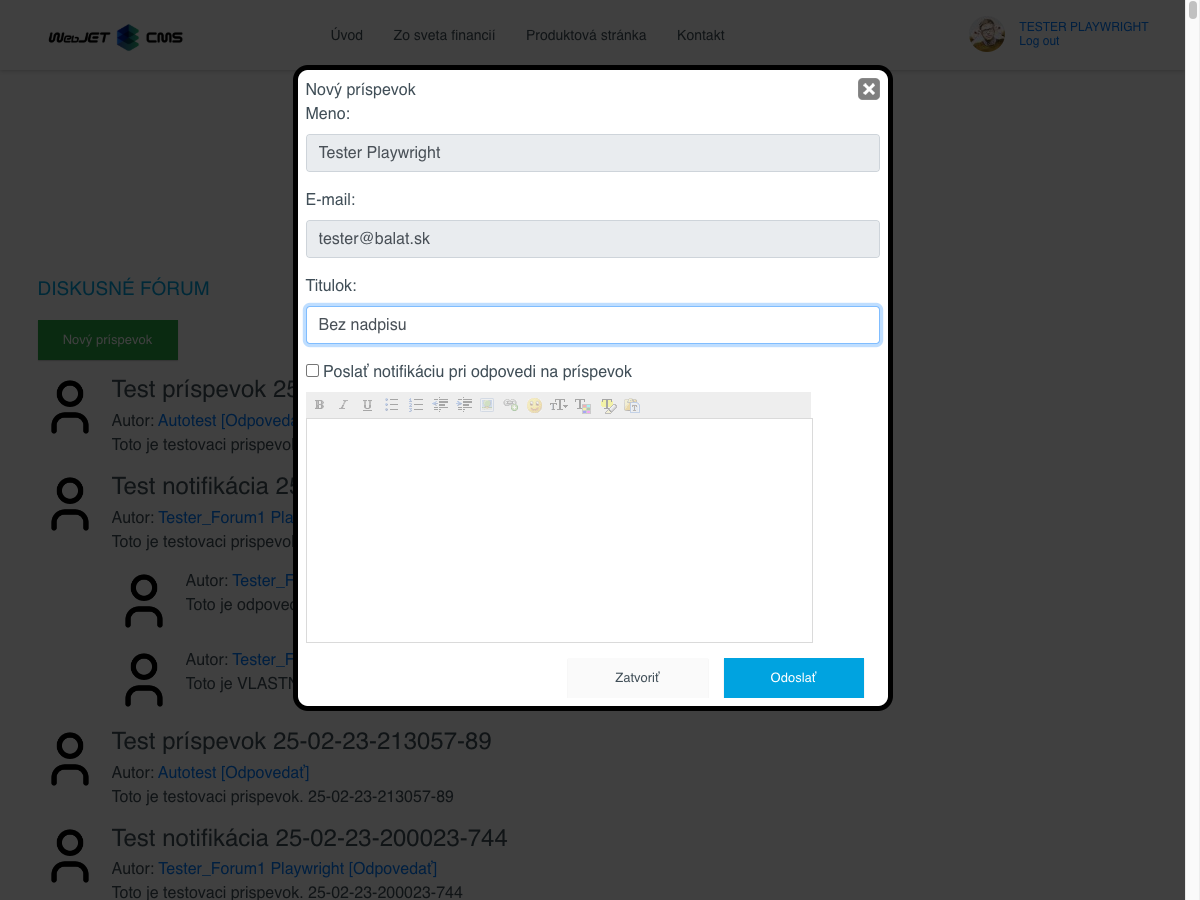 WebJET CMS
Úvod
Zo sveta financií
Produktová stránka
Kontakt
TESTER PLAYWRIGHT
Log out
Nový príspevok
Meno:
Tester Playwright
E-mail:
tester@balat.sk
Titulok:
Bez nadpisu
Poslať notifikáciu pri odpovedi na príspevok
B I U
Zatvoriť
Odoslať
DISKUSNÉ FÓRUM
Nový príspevok
Test príspevok 25
Autor: Autotest [Odpoveda
Toto je testovaci prispevo
Test notifikácia 25
Autor: Tester_Forum1 Pla
Toto je testovaci prispevo
Autor: Tester_F
Toto je odpoved
Autor: Tester_F
Toto je VLASTN
Test príspevok 25-02-23-213057-89
Autor: Autotest [Odpovedať]
Toto je testovaci prispevok. 25-02-23-213057-89
Test notifikácia 25-02-23-200023-744
Autor: Tester_Forum1 Playwright [Odpovedať]
Toto je testovaci prispevok. 25-02-23-200023-744